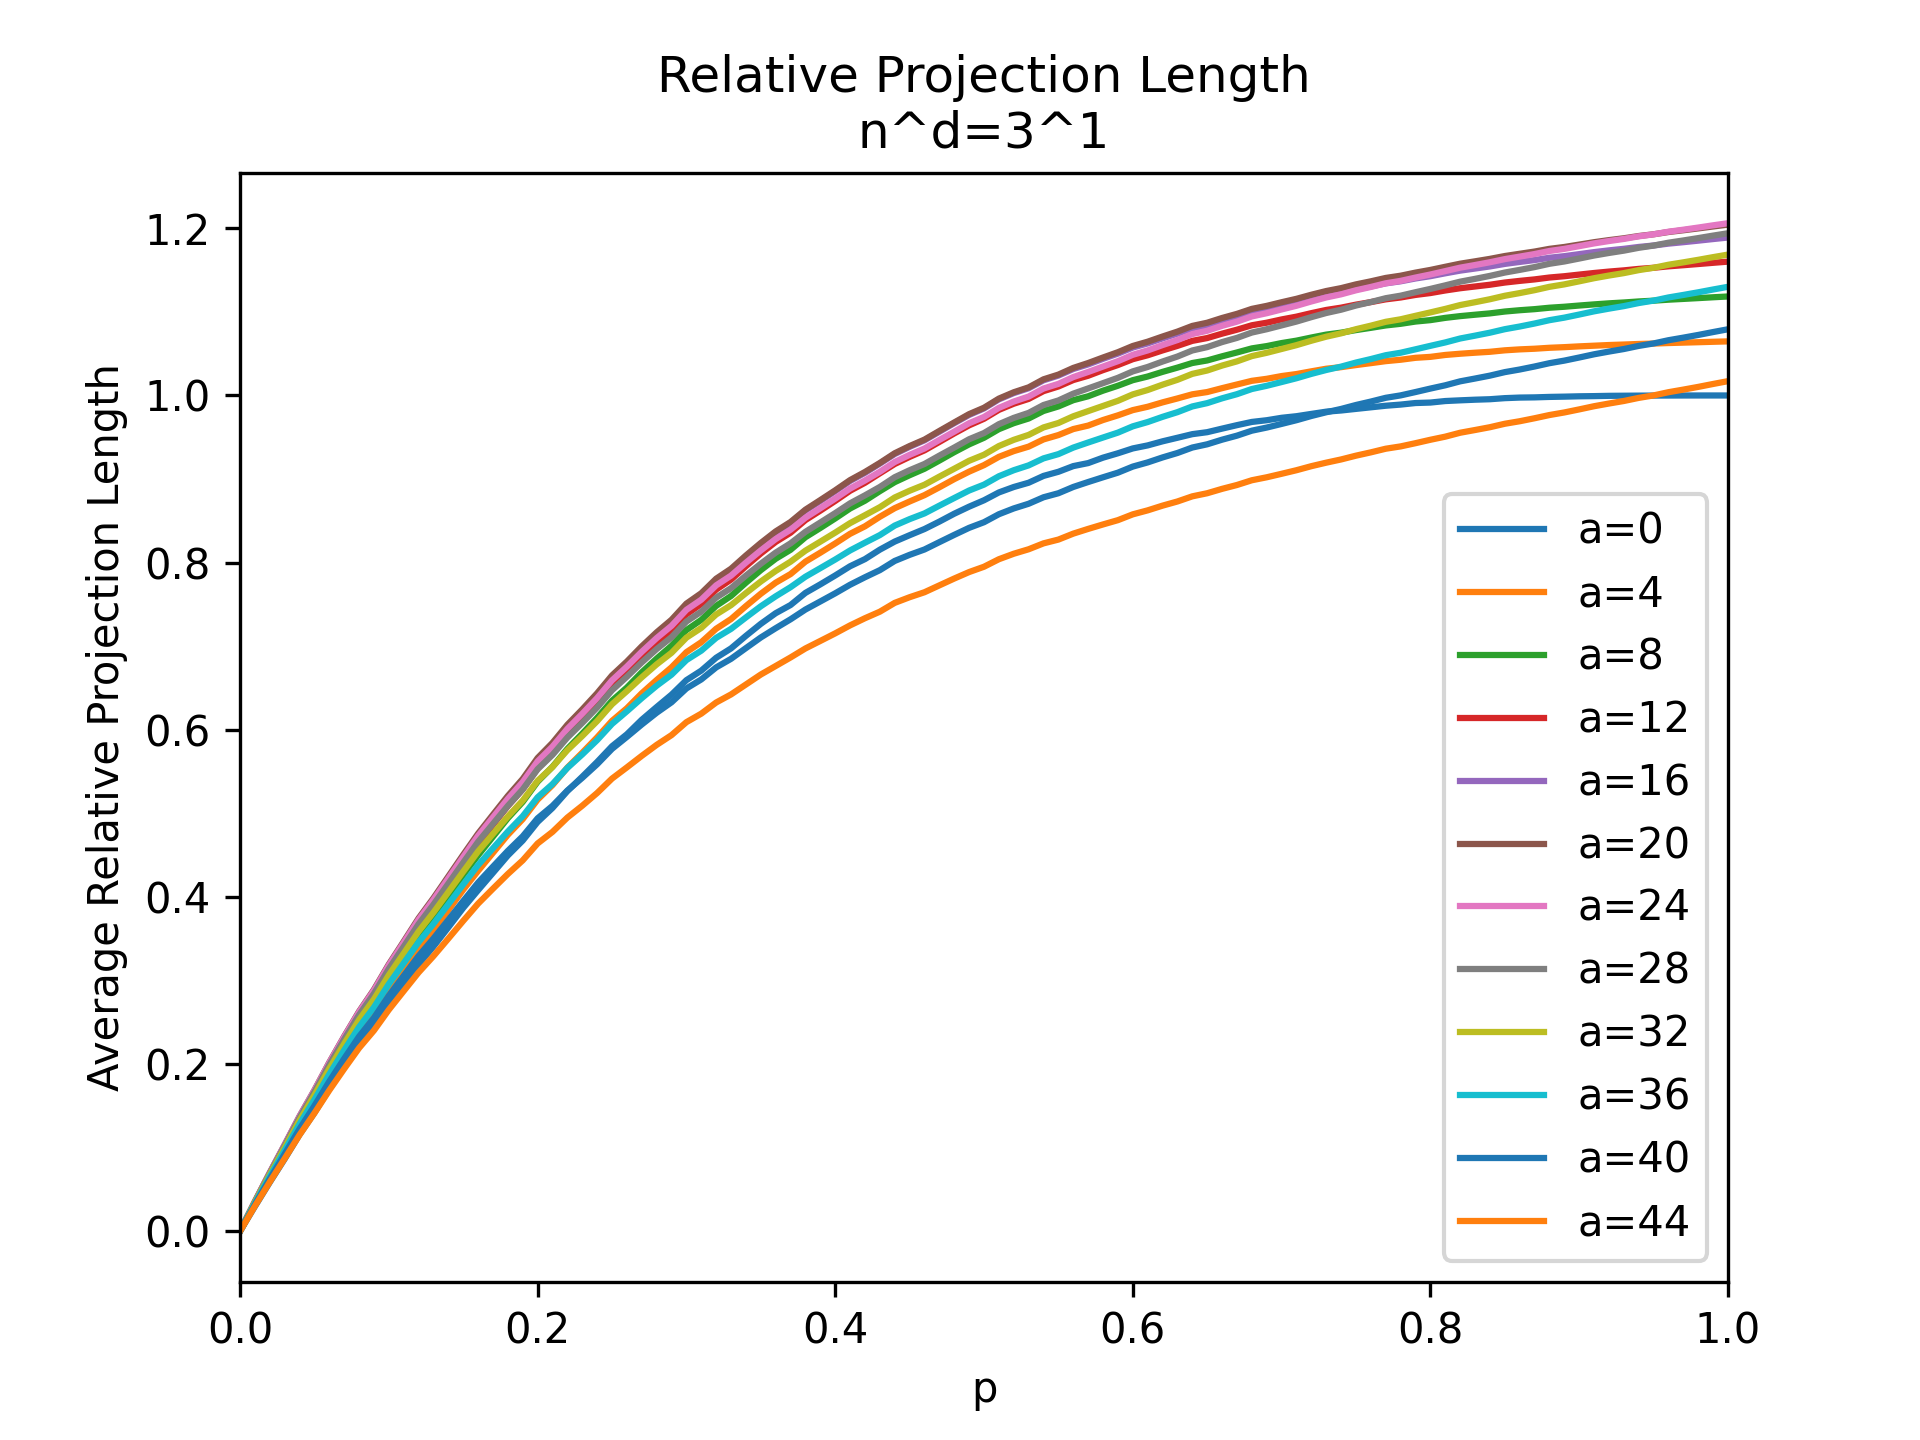 Relative Projection Length
n^d=3^1
Average Relative Projection Length
1.2
1.0
0.8
0.6
0.4
0.2
0.0
0.0 0.2 0.4 0.6 0.8 1.0
p
a=0
a=4
a=8
a=12
a=16
a=20
a=24
a=28
a=32
a=36
a=40
a=44